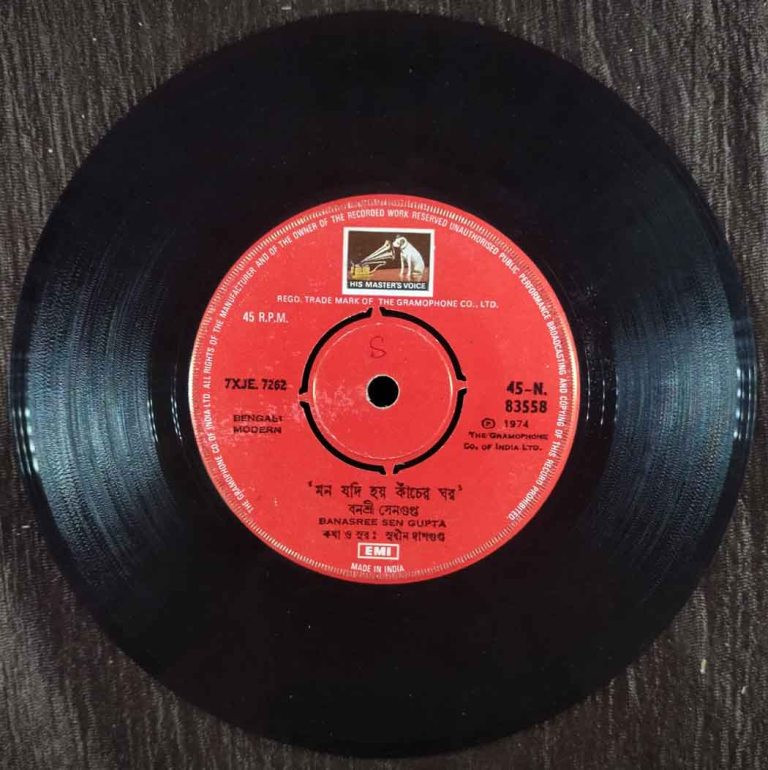 THE GRAMOPHONE CO. OF INDIA LTD. ALL RIGHTS OF THE MANUFACTURER AND OF THE OWNER OF THE RECORDED WORK RESERVED UNAUTHORISED PUBLIC PERFORMANCE BROADCASTING AND COPYING OF THIS RECORD PROHIBITED.
HIS MASTER'S VOICE
REGD. TRADE MARK OF THE GRAMOPHONE CO., LTD.
45 R.P.M.
S
7XJE. 7262
45-N.
83558
BENGALI
MODERN
Ⓟ 1974
THE GRAMOPHONE
CO. OF INDIA LTD.
'মন যদি হয় কাঁচের ঘর'
বনশ্রী সেনগুপ্ত
BANASREE SEN GUPTA
কথা ও সুর: সুধীন দাশগুপ্ত
EMI
MADE IN INDIA